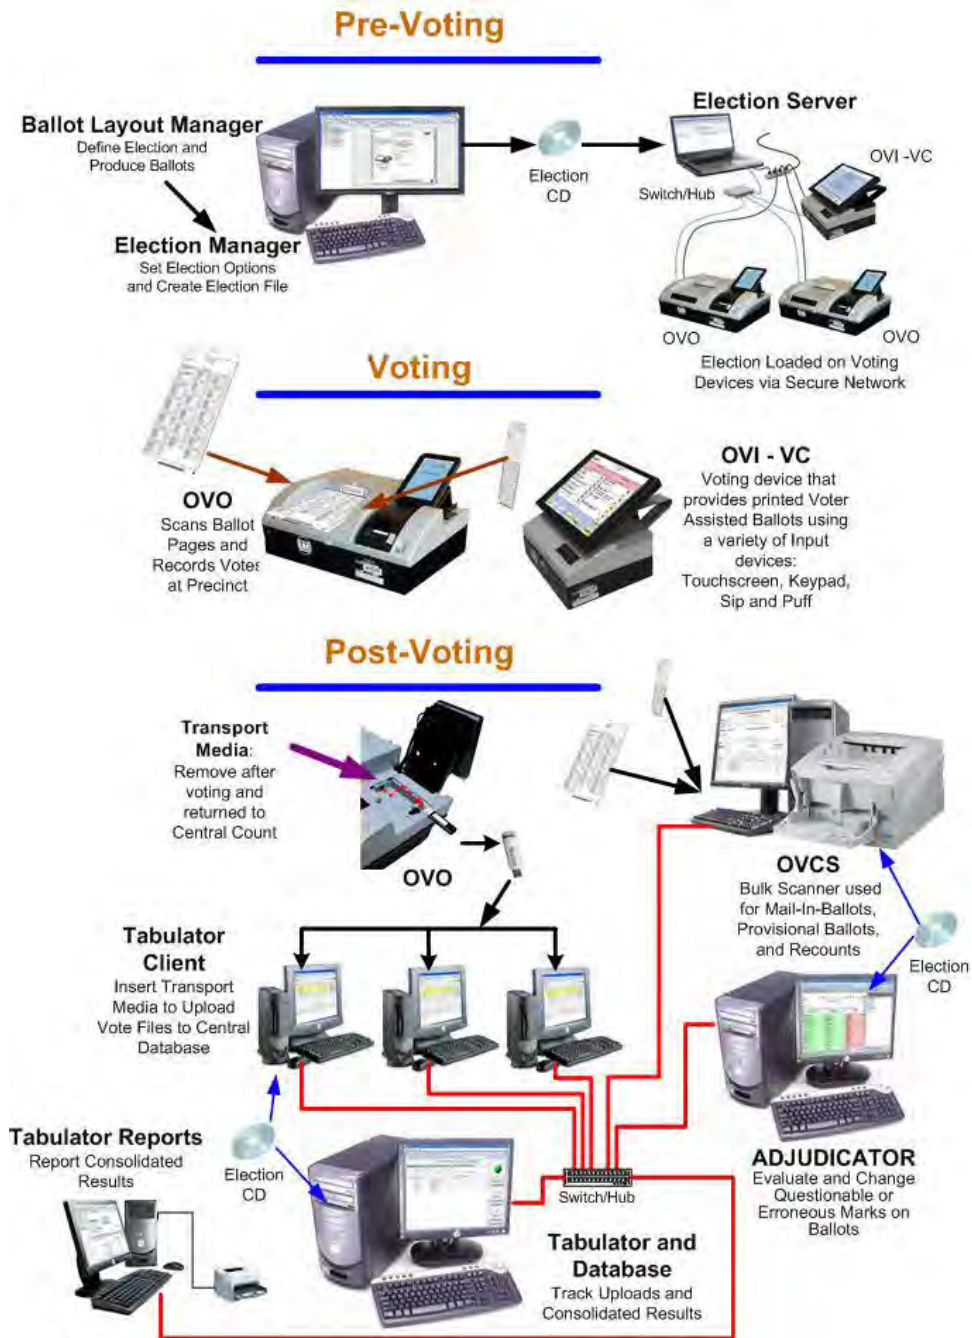 Pre-Voting
Ballot Layout Manager
Define Election and
Produce Ballots
Election Manager
Set Election Options
and Create Election File
Election
CD
Election Server
OVI -VC
Switch/Hub
OVO
OVO
Election Loaded on Voting
Devices via Secure Network
Voting
OVO
Scans Ballot
Pages and
Records Votes
at Precinct
OVI - VC
Voting device that
provides printed Voter
Assisted Ballots using
a variety of Input
devices:
Touchscreen, Keypad,
Sip and Puff
Post-Voting
Transport
Media:
Remove after
voting and
returned to
Central Count
OVO
OVCS
Bulk Scanner used
for Mail-In-Ballots,
Provisional Ballots,
and Recounts
Election
CD
Tabulator
Client
Insert Transport
Media to Upload
Vote Files to Central
Database
Tabulator Reports
Report Consolidated
Results
Election
CD
Switch/Hub
Tabulator and
Database
Track Uploads and
Consolidated Results
ADJUDICATOR
Evaluate and Change
Questionable or
Erroneous Marks on
Ballots